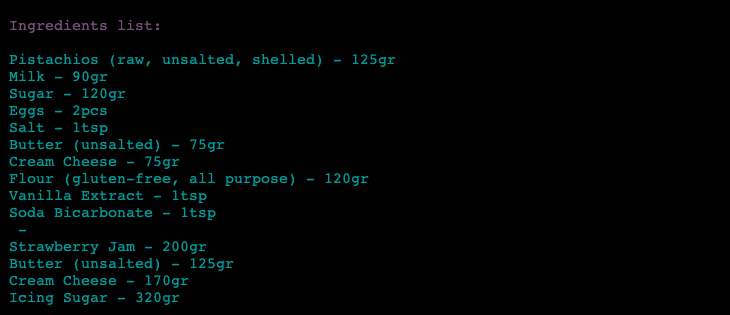 Ingredients list:
Pistachios (raw, unsalted, shelled) - 125gr
Milk - 90gr
Sugar - 120gr
Eggs - 2pcs
Salt - 1tsp
Butter (unsalted) - 75gr
Cream Cheese - 75gr
Flour (gluten-free, all purpose) - 120gr
Vanilla Extract - 1tsp
Soda Bicarbonate - 1tsp
-
Strawberry Jam - 200gr
Butter (unsalted) - 125gr
Cream Cheese - 170gr
Icing Sugar - 320gr